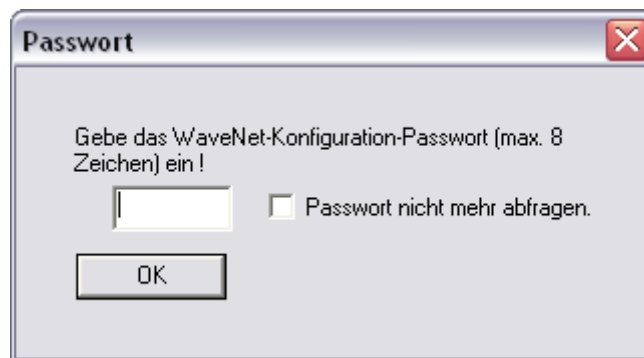 Passwort
Gebe das WaveNet-Konfiguration-Passwort (max. 8
Zeichen) ein !
Passwort nicht mehr abfragen.
OK